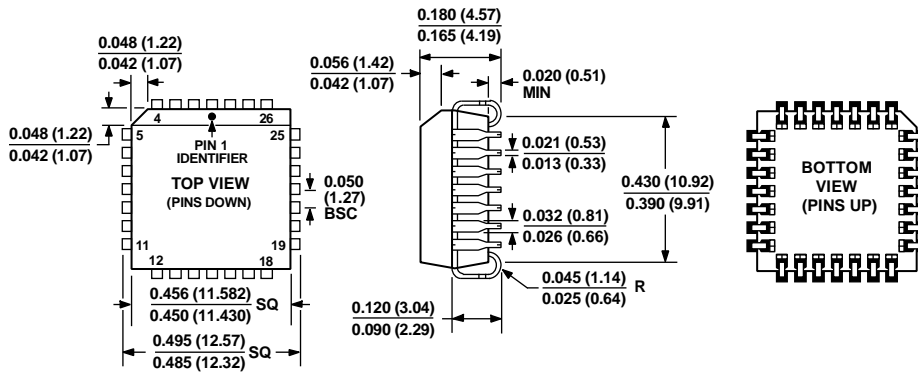 0.180 (4.57)
0.165 (4.19)
0.048 (1.22)
0.042 (1.07)
0.056 (1.42)
0.042 (1.07)
0.020 (0.51)
MIN
0.048 (1.22)
0.042 (1.07)
4
26
5
25
PIN 1
IDENTIFIER
TOP VIEW
(PINS DOWN)
0.050
(1.27)
BSC
11
19
12
18
0.456 (11.582)
0.450 (11.430)
SQ
0.495 (12.57)
0.485 (12.32)
SQ
0.021 (0.53)
0.013 (0.33)
0.032 (0.81)
0.026 (0.66)
0.430 (10.92)
0.390 (9.91)
0.045 (1.14)
0.025 (0.64)
R
0.120 (3.04)
0.090 (2.29)
BOTTOM
VIEW
(PINS UP)